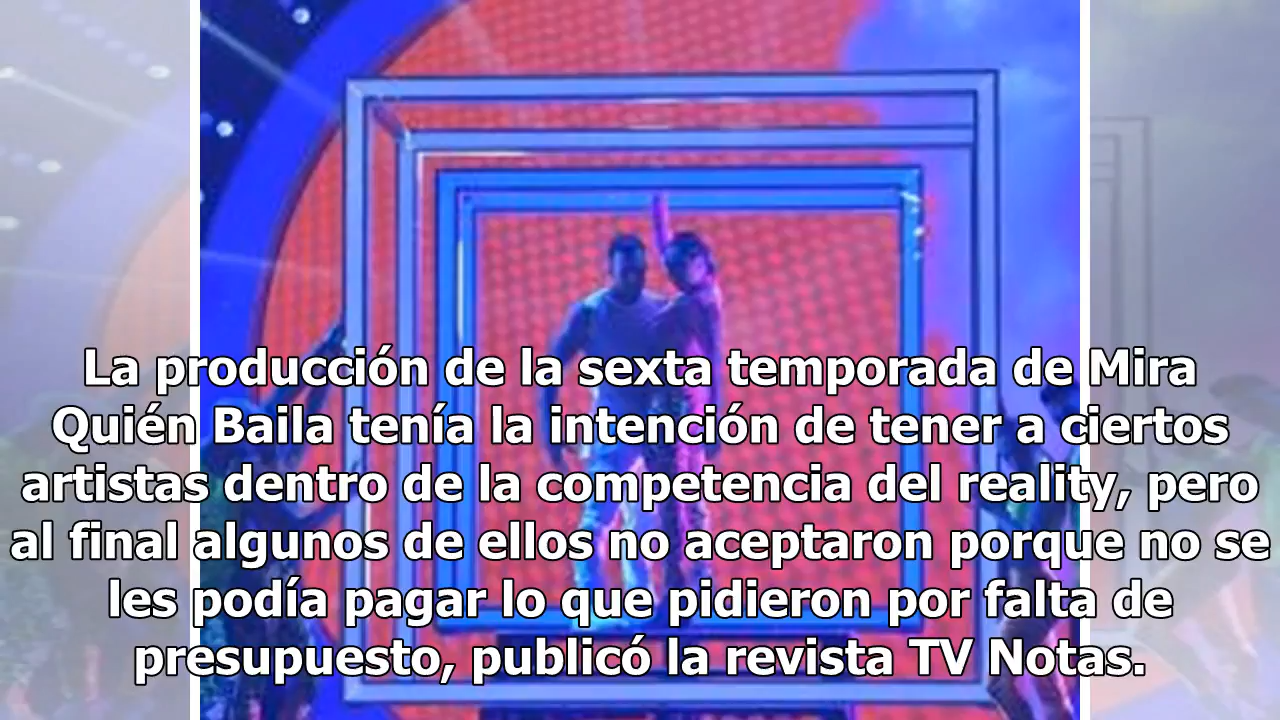 La producción de la sexta temporada de Mira
Quién Baila tenía la intención de tener a ciertos
artistas dentro de la competencia del reality, pero
al final algunos de ellos no aceptaron porque no se
les podía pagar lo que pidieron por falta de
presupuesto, publicó la revista TV Notas.